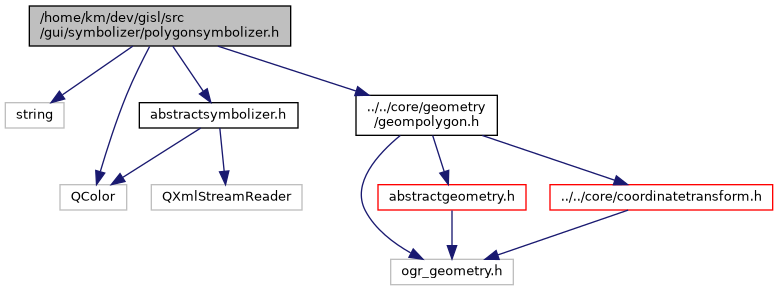 /home/km/dev/gisl/src
/gui/symbolizer/polygonsymbolizer.h
string
abstractsymbolizer.h
../../core/geometry
/geompolygon.h
QColor
QXmlStreamReader
abstractgeometry.h
../../core/coordinatetransform.h
ogr_geometry.h